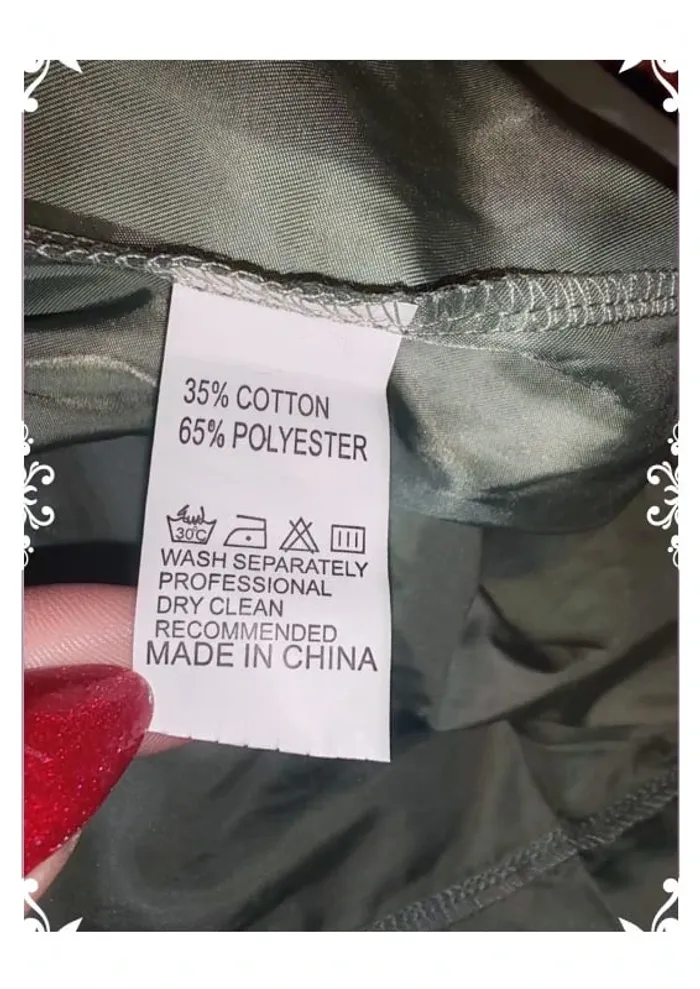 35% COTTON
65% POLYESTER
30°C
WASH SEPARATELY
PROFESSIONAL
DRY CLEAN
RECOMMENDED
MADE IN CHINA